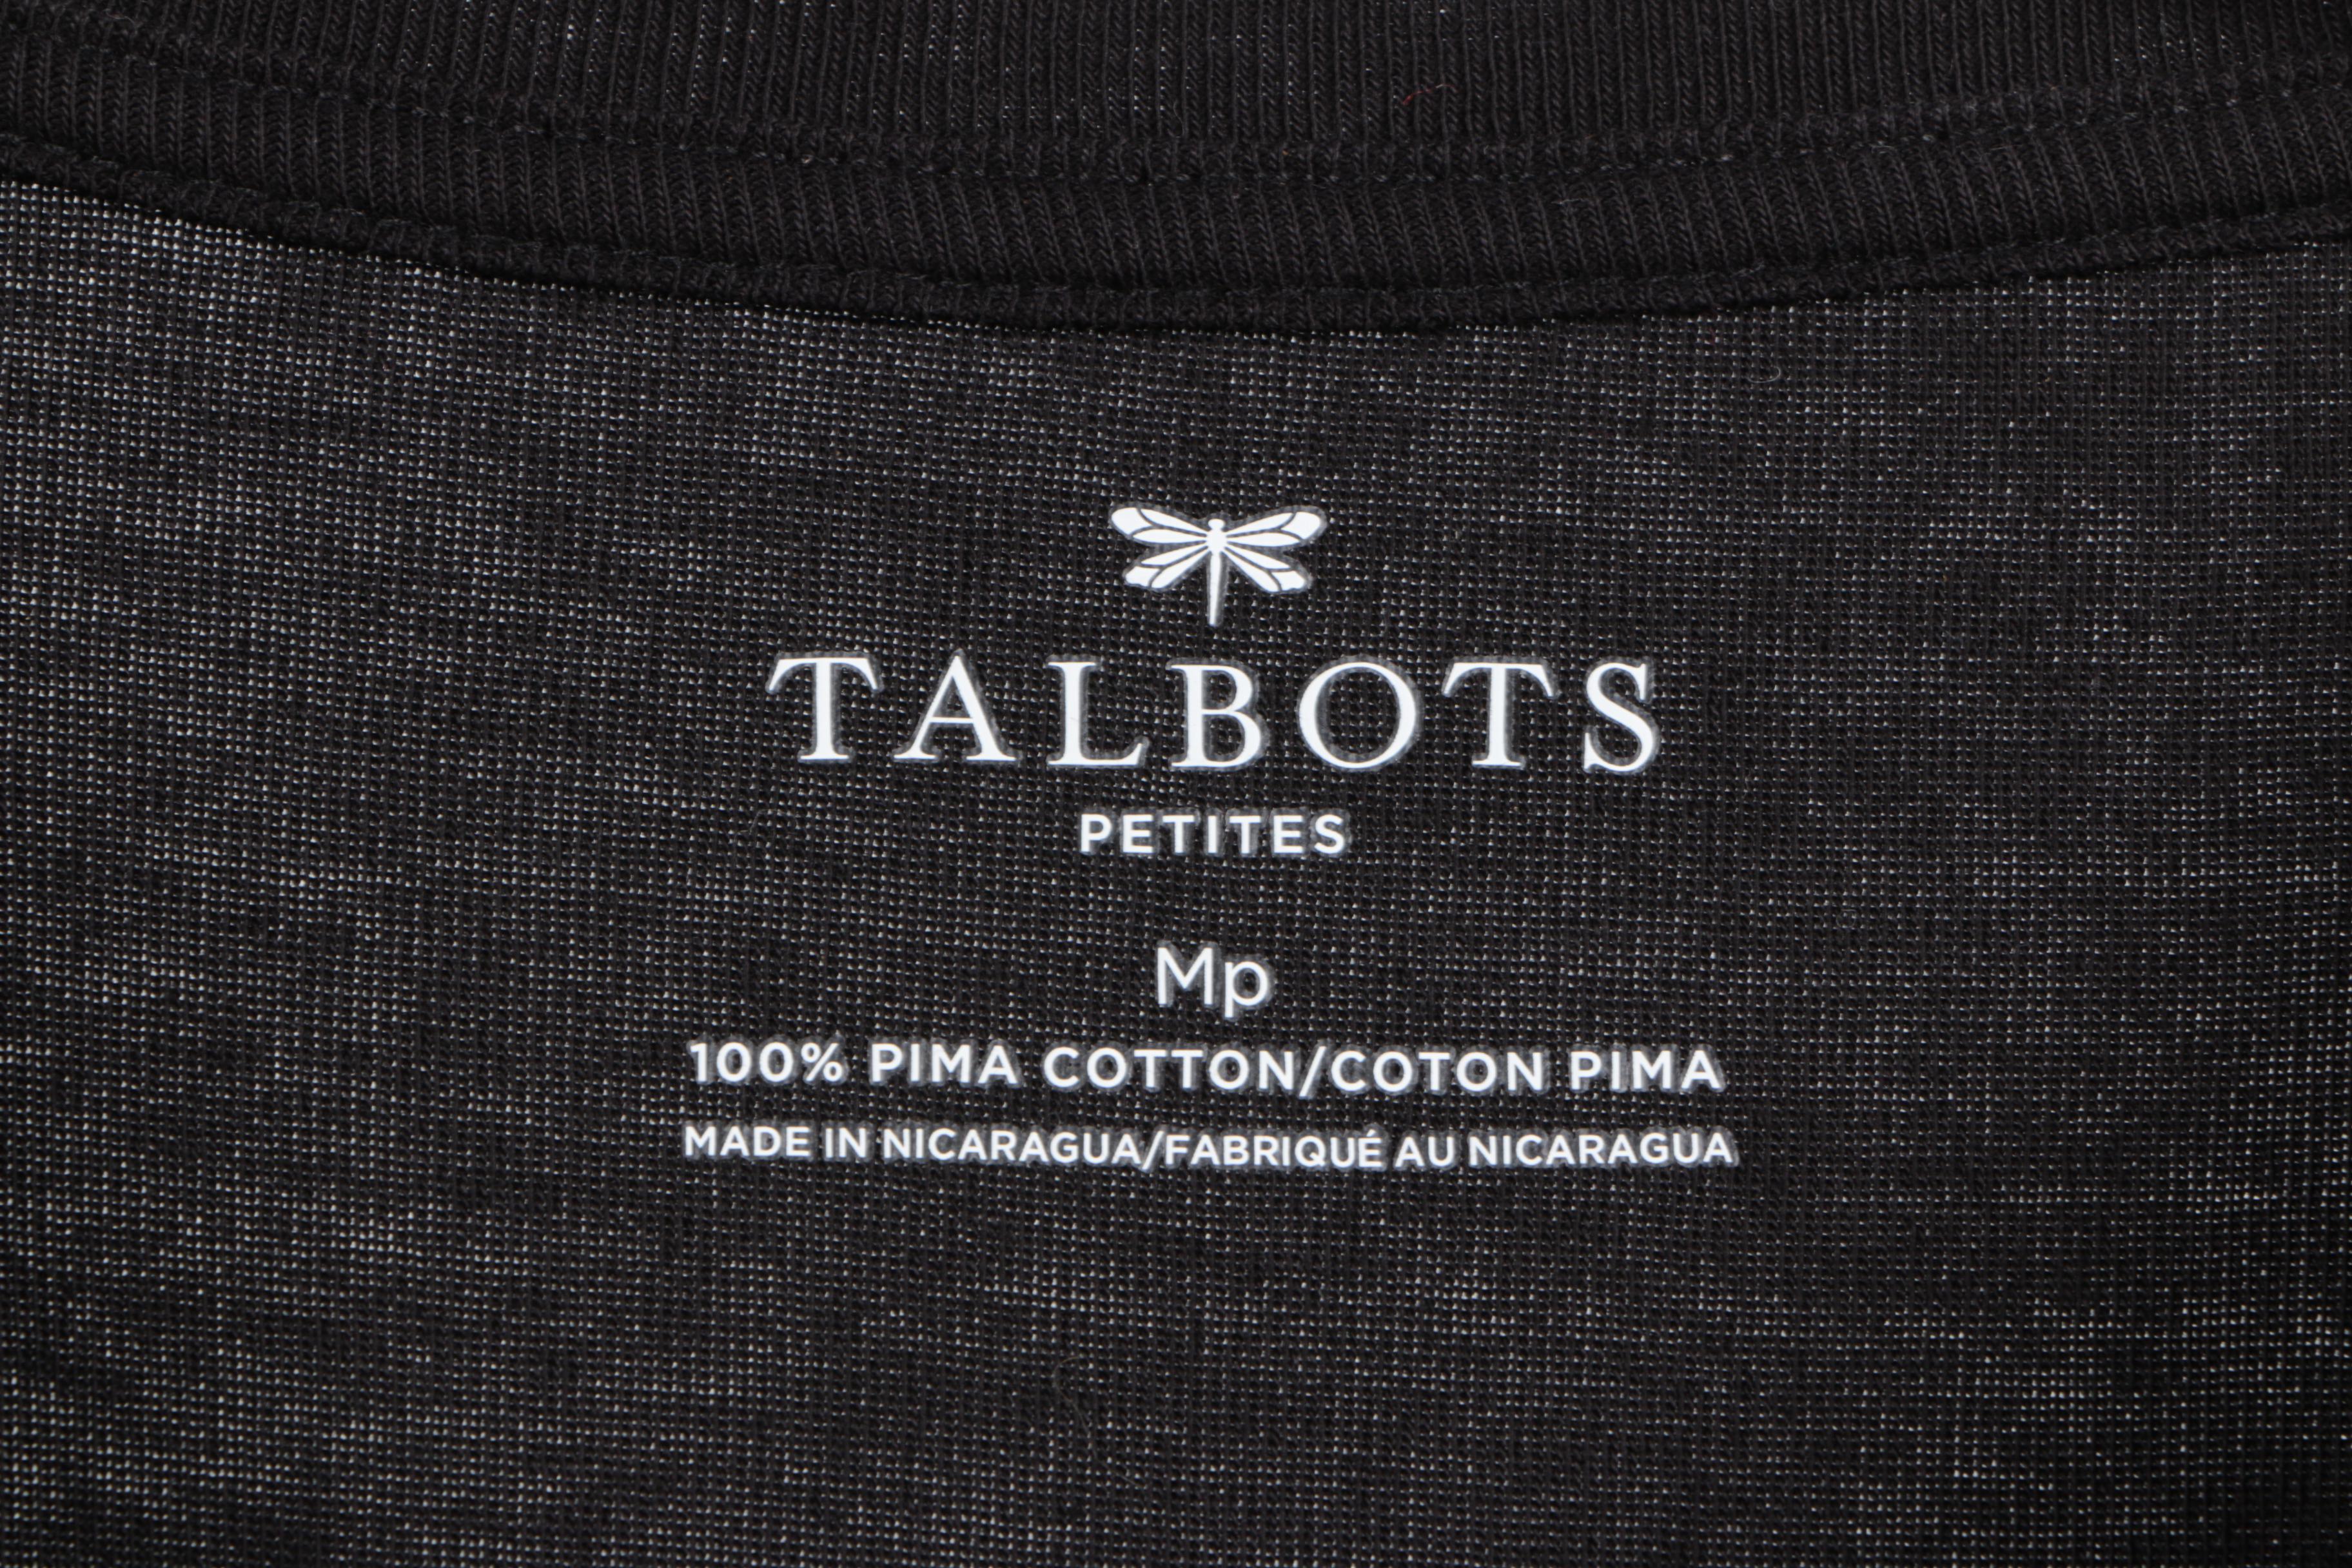 TALBOTS
PETITES
Mp
100% PIMA COTTON/COTON PIMA
MADE IN NICARAGUA/FABRIQUÉ AU NICARAGUA